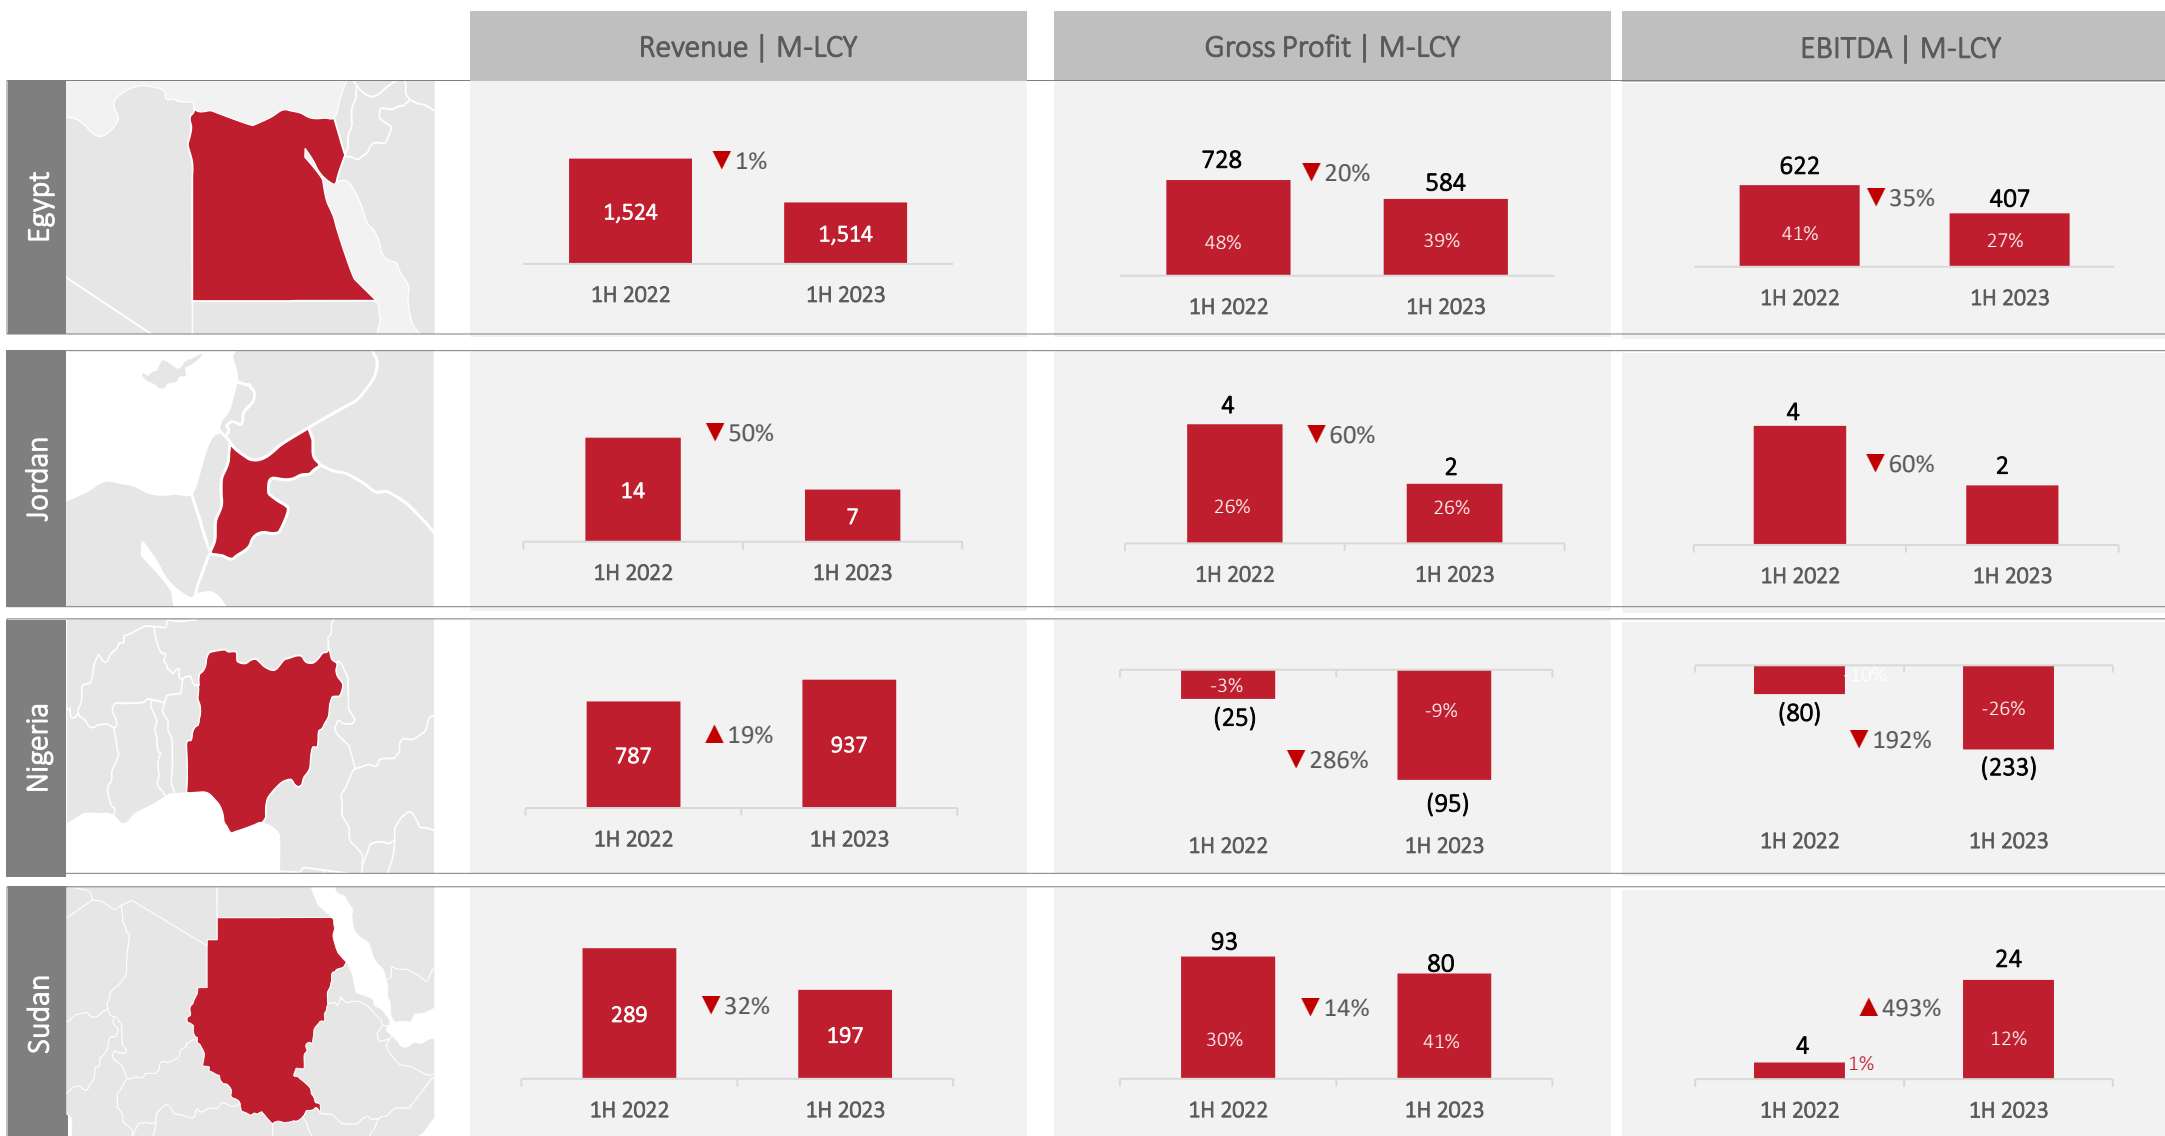 Revenue | M-LCY
Gross Profit | M-LCY
EBITDA | M-LCY
Egypt
1,524
▼1%
1,514
1H 2022
1H 2023
728
▼20%
584
48%
39%
1H 2022
1H 2023
622
▼35%
407
41%
27%
1H 2022
1H 2023
Jordan
▼50%
14
7
1H 2022
1H 2023
4
▼60%
2
26%
26%
1H 2022
1H 2023
4
▼60%
2
1H 2022
1H 2023
Nigeria
787
▲19%
937
1H 2022
1H 2023
-3%
(25)
-9%
▼286%
(95)
1H 2022
1H 2023
-10%
(80)
-26%
▼192%
(233)
1H 2022
1H 2023
Sudan
289
▼32%
197
1H 2022
1H 2023
93
80
▼14%
30%
41%
1H 2022
1H 2023
24
▲493%
4
1%
12%
1H 2022
1H 2023